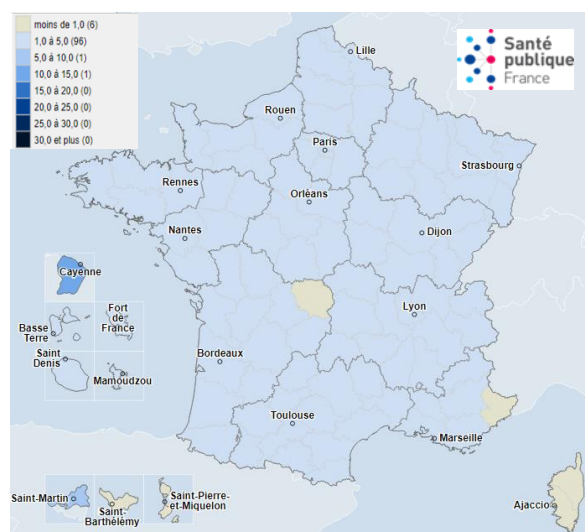 moins de 1,0 (6)
1,0 à 5,0 (96)
5,0 à 10,0 (1)
10,0 à 15,0 (1)
15,0 à 20,0 (0)
20,0 à 25,0 (0)
25,0 à 30,0 (0)
30,0 et plus (0)
Santé
publique
France
Lille
Rouen
Paris
Strasbourg
Rennes
Orléans
Nantes
Dijon
Cayenne
Fort
de
France
Basse
Terre
Saint
Denis
Mamoudzou
Lyon
Bordeaux
Toulouse
Marseille
Saint-Martin
Saint-
Barthélémy
Saint-Pierre-
et-Miquelon
Ajaccio